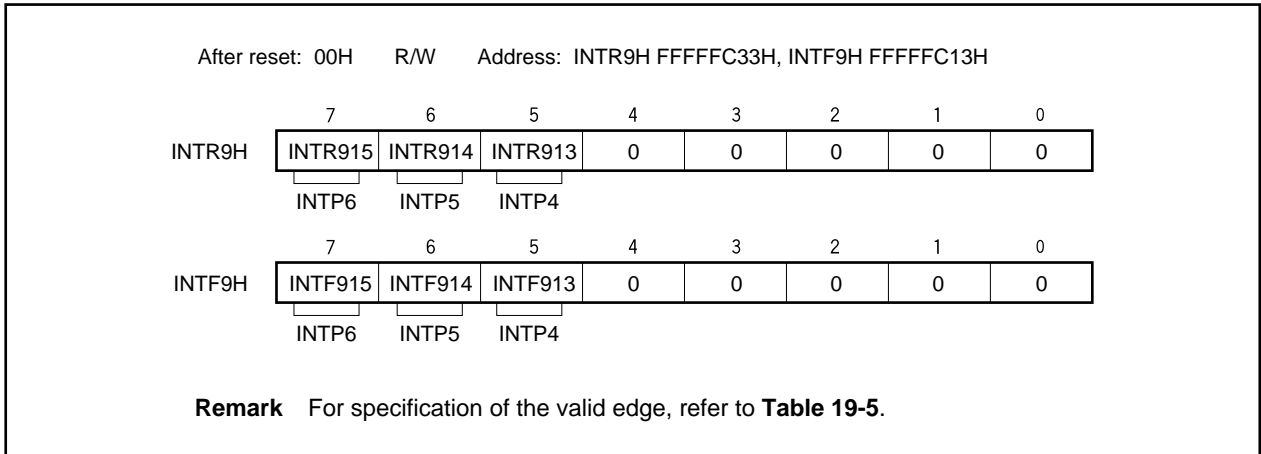 After reset: 00H R/W Address: INTR9H FFFFFC33H, INTF9H FFFFFC13H
7 6 5 4 3 2 1 0
INTR9H INTR915 INTR914 INTR913 0 0 0 0 0
INTP6 INTP5 INTP4
7 6 5 4 3 2 1 0
INTF9H INTF915 INTF914 INTF913 0 0 0 0 0
INTP6 INTP5 INTP4
Remark For specification of the valid edge, refer to Table 19-5.